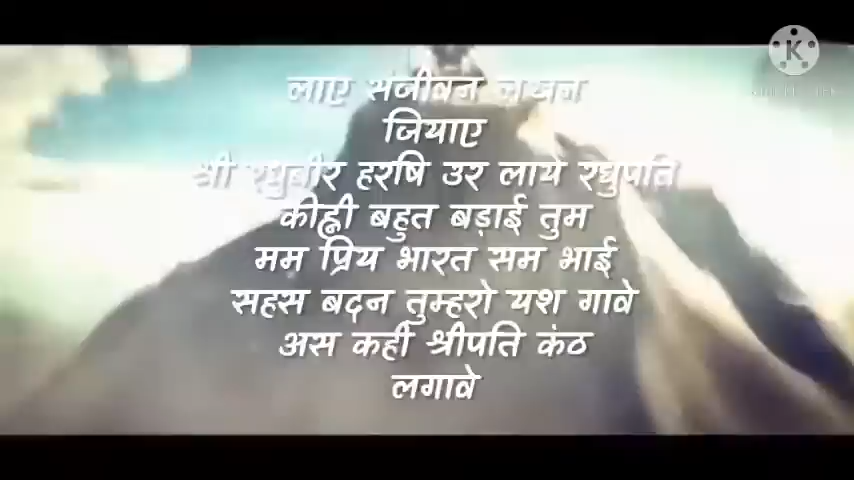 लाए संजीवन लखन
जियाए
श्री रघुबीर हरषि उर लाये रघुपति
कीह्नी बहुत बड़ाई तुम
मम प्रिय भारत सम भाई
सहस बदन तुम्हरो यश गावे
अस कही श्रीपति कंठ
लगावे
K